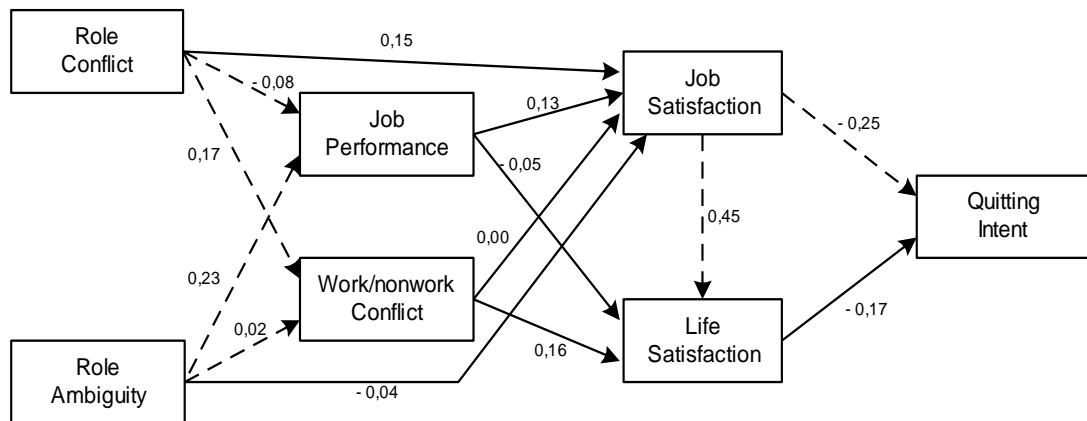 Role
Conflict
0,15
- 0,08
Job
Performance
0,13
Job
Satisfaction
- 0,25
0,17
- 0,05
0,45
Quitting
Intent
0,00
0,23
Work/nonwork
Conflict
0,02
0,16
Life
Satisfaction
- 0,17
Role
Ambiguity
- 0,04